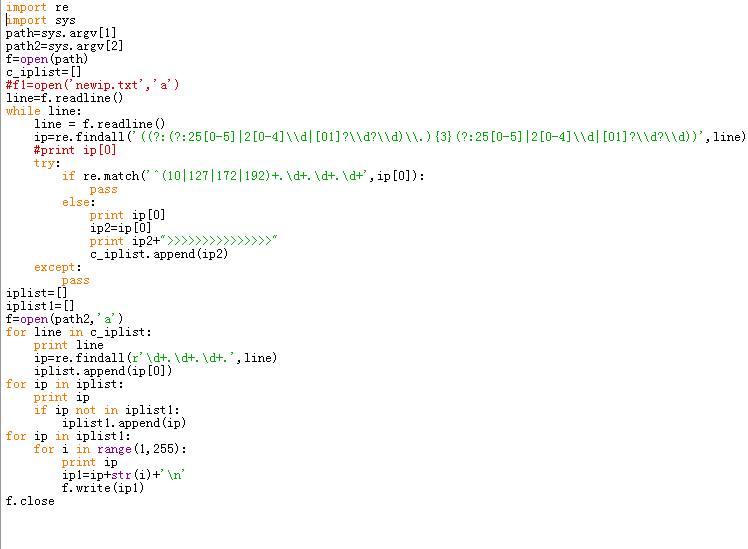 import re
import sys
path=sys.argv[1]
path2=sys.argv[2]
f=open(path)
c_iplist=[]
#f1=open('newip.txt','a')
line=f.readline()
while line:
    line = f.readline()
    ip=re.findall('((?:(?:25[0-5]|2[0-4]\\d|[01]?\\d?\\d)\\.){3}(?:25[0-5]|2[0-4]\\d|[01]?\\d?\\d))',line)
    #print ip[0]
    try:
        if re.match('^(10|127|172|192)+.\d+.\d+.\d+',ip[0]):
            pass
        else:
            print ip[0]
            ip2=ip[0]
            print ip2+">>>>>>>>>>>>>>>"
            c_iplist.append(ip2)
    except:
        pass
iplist=[]
iplist1=[]
f=open(path2,'a')
for line in c_iplist:
    print line
    ip=re.findall(r'\d+.\d+.\d+.',line)
    iplist.append(ip[0])
for ip in iplist:
    print ip
    if ip not in iplist1:
        iplist1.append(ip)
for ip in iplist1:
    for i in range(1,255):
        print ip
        ip1=ip+str(i)+'\n'
        f.write(ip1)
f.close